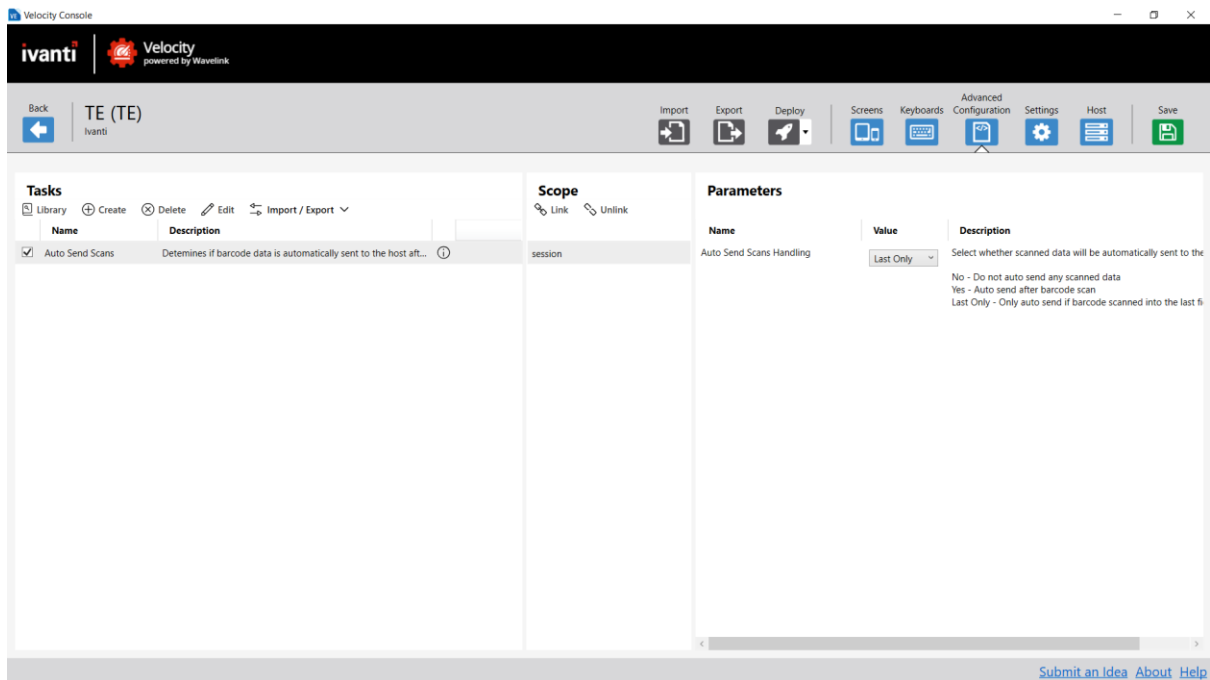 Velocity Console
ivanti
Velocity
powered by Wavelink
Back
TE (TE)
Ivanti
Import
Export
Deploy
Screens
Keyboards
Advanced
Configuration
Settings
Host
Save
Tasks
Library Create Delete Edit Import / Export
Name Description
Auto Send Scans Detemines if barcode data is automatically sent to the host aft...
Scope
Link Unlink
session
Parameters
Name Value Description
Auto Send Scans Handling Last Only Select whether scanned data will be automatically sent to the
No - Do not auto send any scanned data
Yes - Auto send after barcode scan
Last Only - Only auto send if barcode scanned into the last fi
Submit an Idea About Help